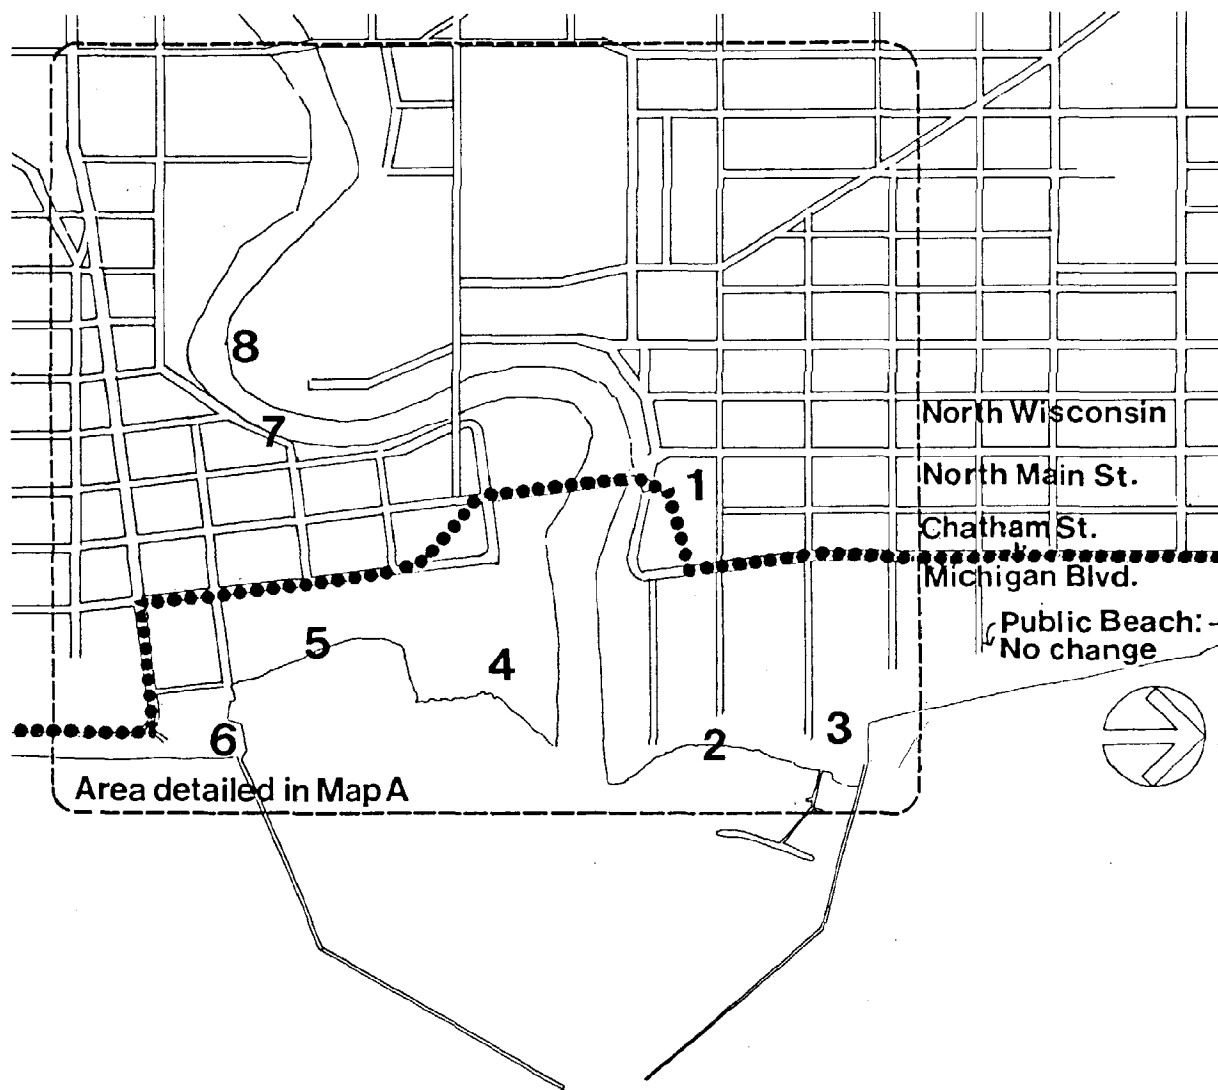 8
North Wisconsin
7
North Main St.
1
Chatham St.
Michigan Blvd.
Public Beach:
No change
5
4
2
3
6
Area detailed in Map A